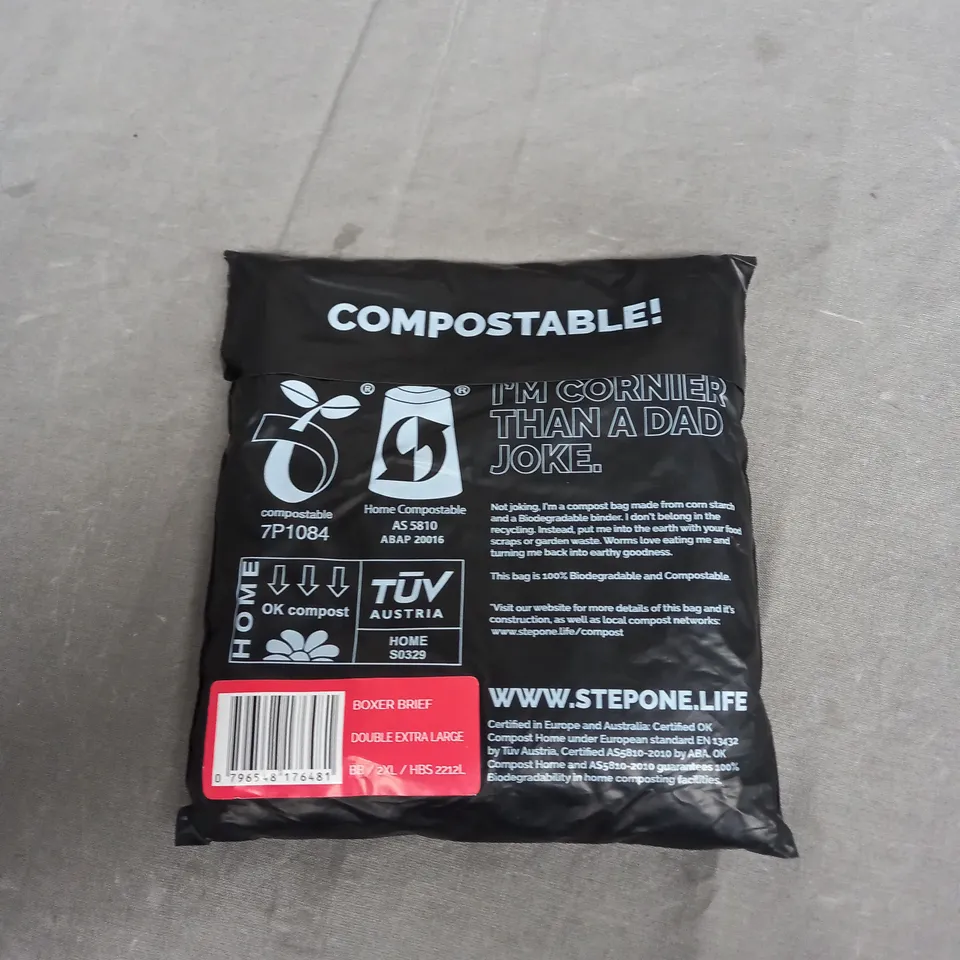 COMPOSTABLE!
I'M CORNIER
THAN A DAD
JOKE.
® ®
compostable
7P1084
Home Compostable
AS 5810
ABAP 20016
HOME
OK compost
TÜV
AUSTRIA
HOME
S0329
Not joking, I'm a compost bag made from corn starch
and a Biodegradable binder. I don't belong in the
recycling. Instead, put me into the earth with your food
scraps or garden waste. Worms love eating me and
turning me back into earthy goodness.
This bag is 100% Biodegradable and Compostable.
*Visit our website for more details of this bag and it's
construction, as well as local compost networks:
www.stepone.life/compost
WWW.STEPONE.LIFE
Certified in Europe and Australia: Certified OK
Compost Home under European standard EN 13432
by Tüv Austria, Certified AS5810-2010 by ABA. OK
Compost Home and AS5810-2010 guarantees 100%
Biodegradability in home composting facilities.
BOXER BRIEF
DOUBLE EXTRA LARGE
BB / 2XL / HBS 2212L
0 796548 176481